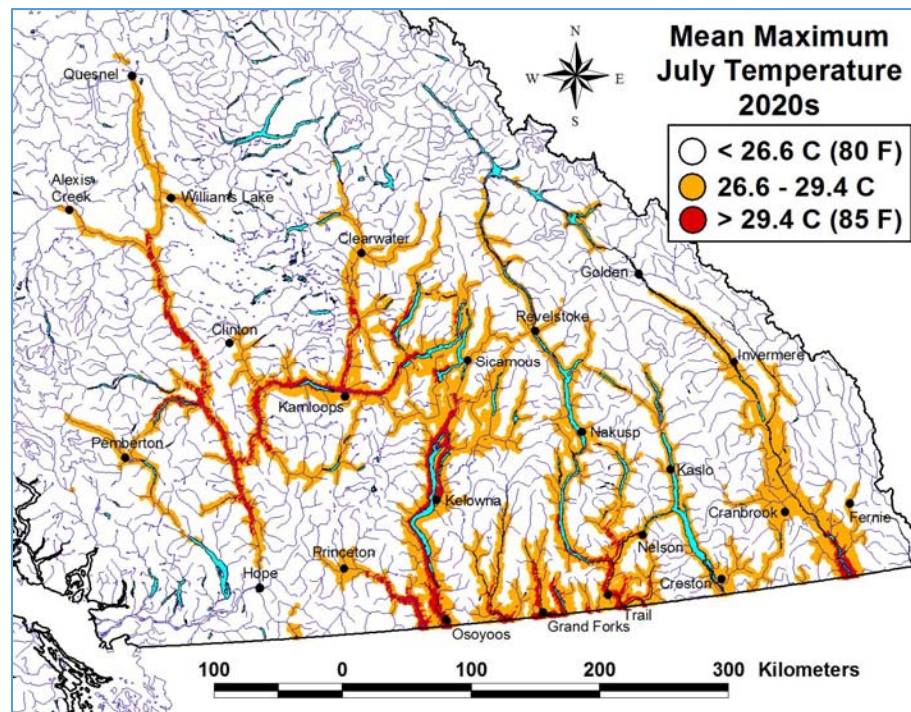 Mean Maximum
July Temperature
2020s
< 26.6 C (80 F)
26.6 - 29.4 C
> 29.4 C (85 F)
N
W E
S
Quesnel
Alexis
Creek
Williams Lake
Clearwater
Golden
Clinton
Revelstoke
Invermere
Sicamous
Kamloops
Pemberton
Nakusp
Kaslo
Kelowna
Cranbrook
Fernie
Princeton
Nelson
Hope
Creston
Trail
Grand Forks
Osoyoos
100 0 100 200 300 Kilometers